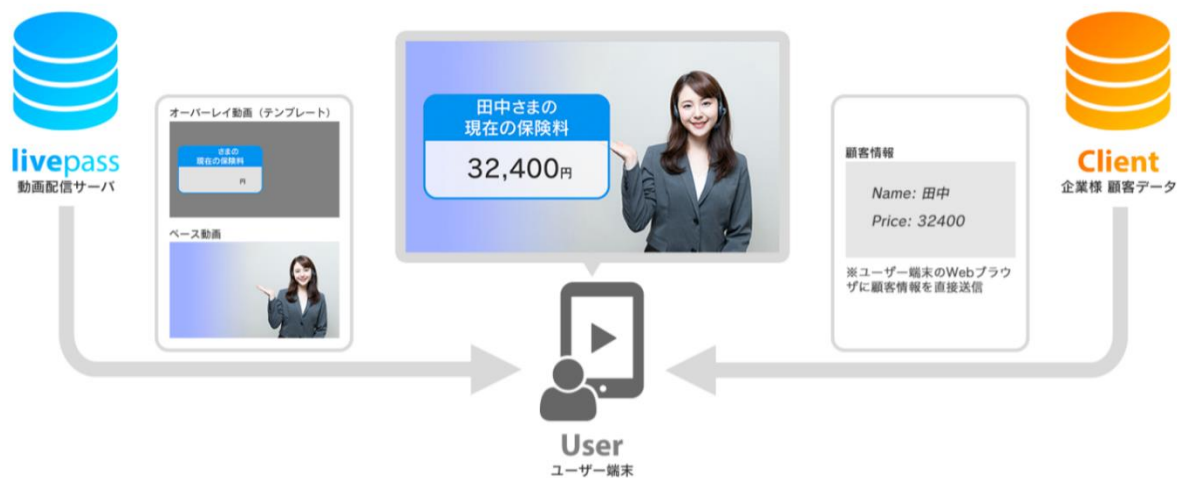 livepass
動画配信サーバ
オーバーレイ動画（テンプレート）
さまの
現在の保険料
円
ベース動画
田中さまの
現在の保険料
32,400円
User
ユーザー端末
顧客情報
Name: 田中
Price: 32400
※ユーザー端末のWebブラウ
ザに顧客情報を直接送信
Client
企業様 顧客データ